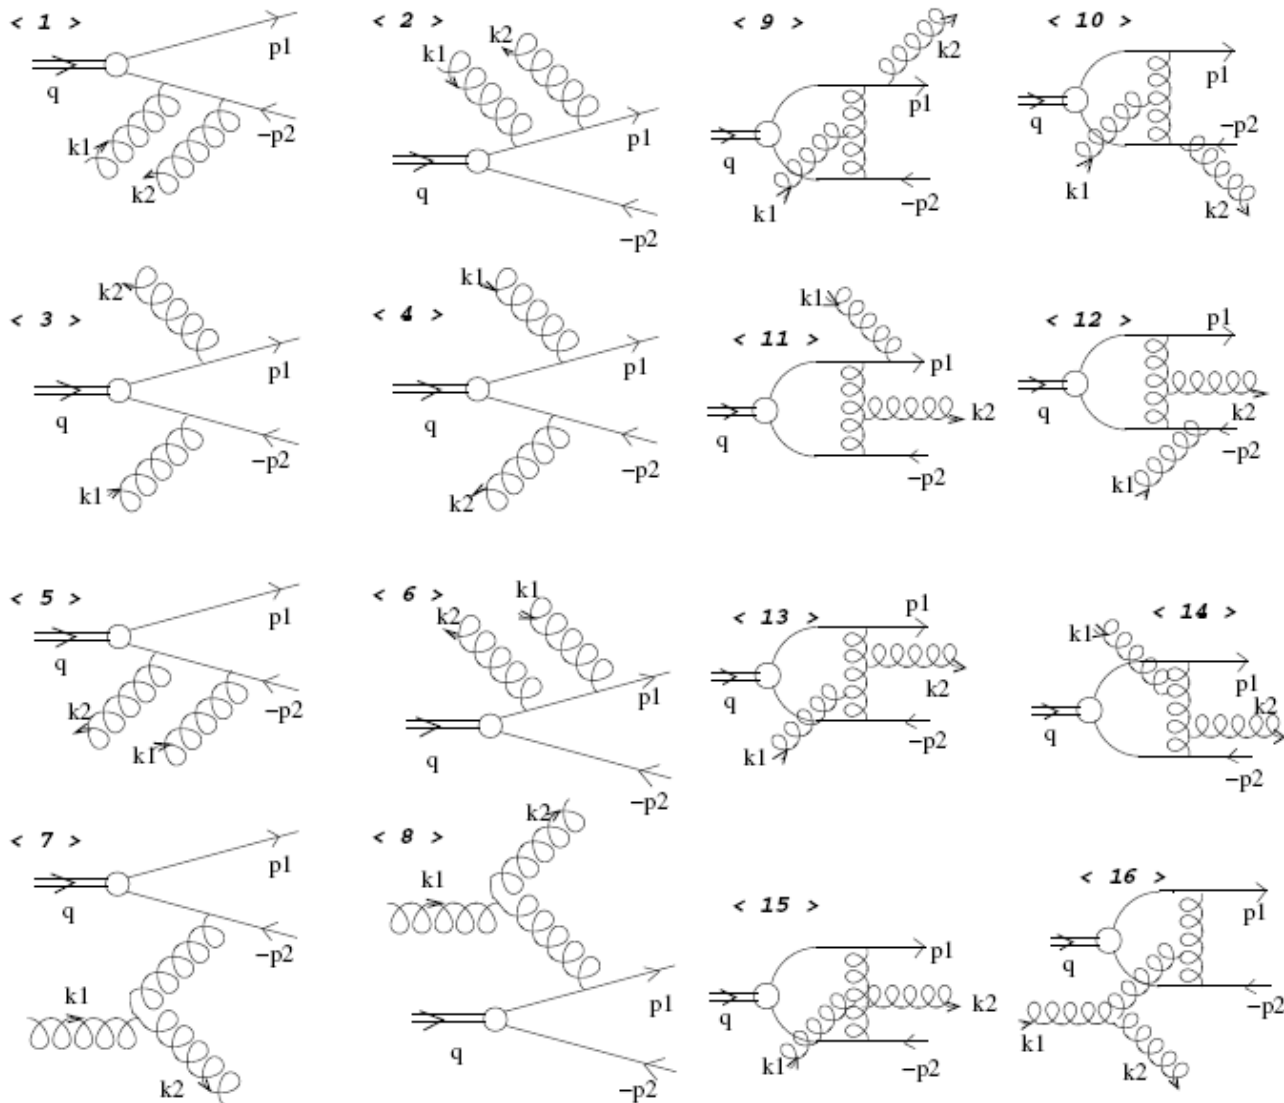 < 1 >
p1
q
k1
k2
−p2
< 2 >
k2
k1
p1
q
−p2
< 9 >
k2
p1
q
k1
−p2
< 10 >
p1
q
−p2
k1
k2
< 3 >
k2
p1
q
−p2
k1
< 4 >
k1
p1
q
−p2
k2
< 11 >
k1
p1
k2
q
−p2
< 12 >
p1
q
k2
−p2
k1
< 5 >
p1
q
−p2
k2
k1
< 6 >
k1
k2
p1
q
−p2
< 13 >
p1
q
k2
−p2
k1
< 14 >
k1
p1
k2
q
−p2
< 7 >
p1
q
−p2
k1
k2
< 8 >
k2
k1
p1
q
−p2
< 15 >
p1
q
k2
k1
−p2
< 16 >
p1
q
−p2
k1
k2